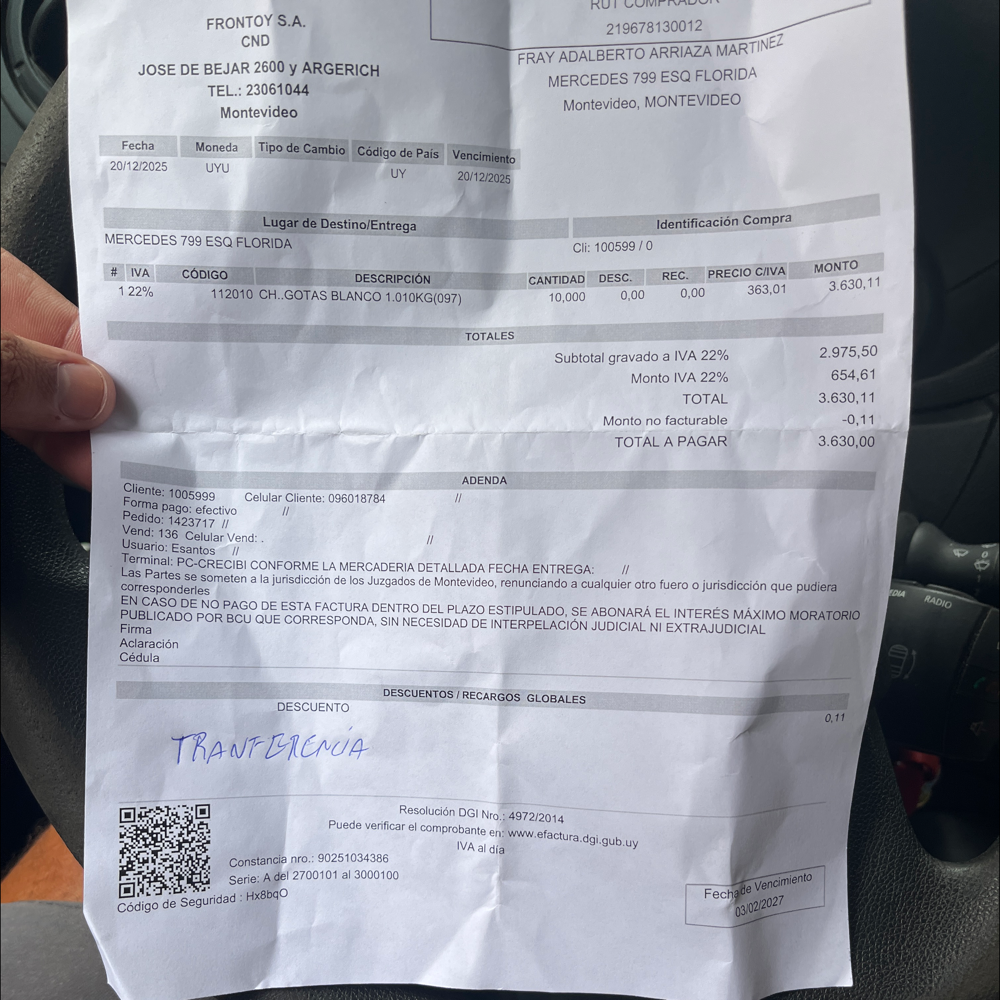 FRONTOY S.A.
CND
JOSE DE BEJAR 2600 y ARGERICH
TEL.: 23061044
Montevideo
RUT COMPRADOR
219678130012
FRAY ADALBERTO ARRIAZA MARTINEZ
MERCEDES 799 ESQ FLORIDA
Montevideo, MONTEVIDEO
Fecha Moneda Tipo de Cambio Código de País Vencimiento
20/12/2025 UYU UY 20/12/2025
Lugar de Destino/Entrega Identificación Compra
MERCEDES 799 ESQ FLORIDA Cli: 100599 / 0
# IVA CÓDIGO DESCRIPCIÓN CANTIDAD DESC. REC. PRECIO C/IVA MONTO
1 22% 112010 CH..GOTAS BLANCO 1.010KG(097) 10,000 0,00 0,00 363,01 3.630,11
TOTALES
Subtotal gravado a IVA 22% 2.975,50
Monto IVA 22% 654,61
TOTAL 3.630,11
Monto no facturable -0,11
TOTAL A PAGAR 3.630,00
ADENDA
Cliente: 1005999 Celular Cliente: 096018784 //
Forma pago: efectivo //
Pedido: 1423717 //
Vend: 136 Celular Vend: . //
Usuario: Esantos //
Terminal: PC-CRECIBI CONFORME LA MERCADERIA DETALLADA FECHA ENTREGA: //
Las Partes se someten a la jurisdicción de los Juzgados de Montevideo, renunciando a cualquier otro fuero o jurisdicción que pudiera
corresponderles
EN CASO DE NO PAGO DE ESTA FACTURA DENTRO DEL PLAZO ESTIPULADO, SE ABONARÁ EL INTERÉS MÁXIMO MORATORIO
PUBLICADO POR BCU QUE CORRESPONDA, SIN NECESIDAD DE INTERPELACIÓN JUDICIAL NI EXTRAJUDICIAL
Firma
Aclaración
Cédula
DESCUENTOS / RECARGOS GLOBALES
DESCUENTO 0,11
TRANFERENCIA
Resolución DGI Nro.: 4972/2014
Puede verificar el comprobante en: www.efactura.dgi.gub.uy
IVA al día
Constancia nro.: 90251034386
Serie: A del 2700101 al 3000100
Código de Seguridad : Hx8bqO
Fecha de Vencimiento
03/02/2027
RADIO